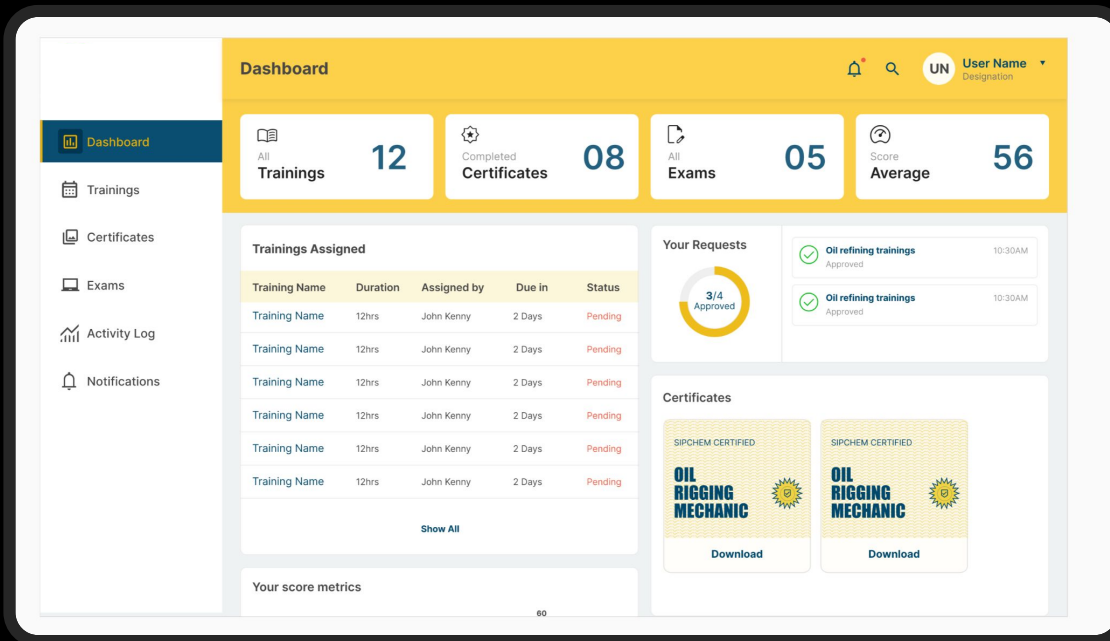 Dashboard
UN
User Name
Designation
Dashboard
Trainings
Certificates
Exams
Activity Log
Notifications
All
Trainings
12
Completed
Certificates
08
All
Exams
05
Score
Average
56
Trainings Assigned
Training Name Duration Assigned by Due in Status
Training Name 12hrs John Kenny 2 Days Pending
Training Name 12hrs John Kenny 2 Days Pending
Training Name 12hrs John Kenny 2 Days Pending
Training Name 12hrs John Kenny 2 Days Pending
Training Name 12hrs John Kenny 2 Days Pending
Training Name 12hrs John Kenny 2 Days Pending
Show All
Your score metrics
60
Your Requests
3/4
Approved
Oil refining trainings 10:30AM
Approved
Oil refining trainings 10:30AM
Approved
Certificates
SIPCHEM CERTIFIED
OIL
RIGGING
MECHANIC
Download
SIPCHEM CERTIFIED
OIL
RIGGING
MECHANIC
Download